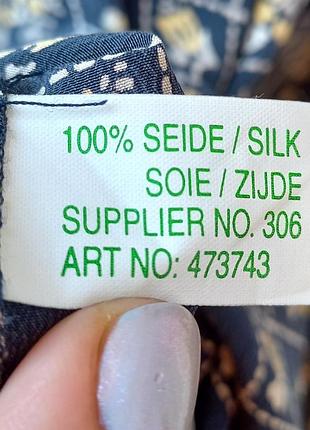 100% SEIDE / SILK
SOIE / ZIJDE
SUPPLIER NO. 306
ART NO: 473743